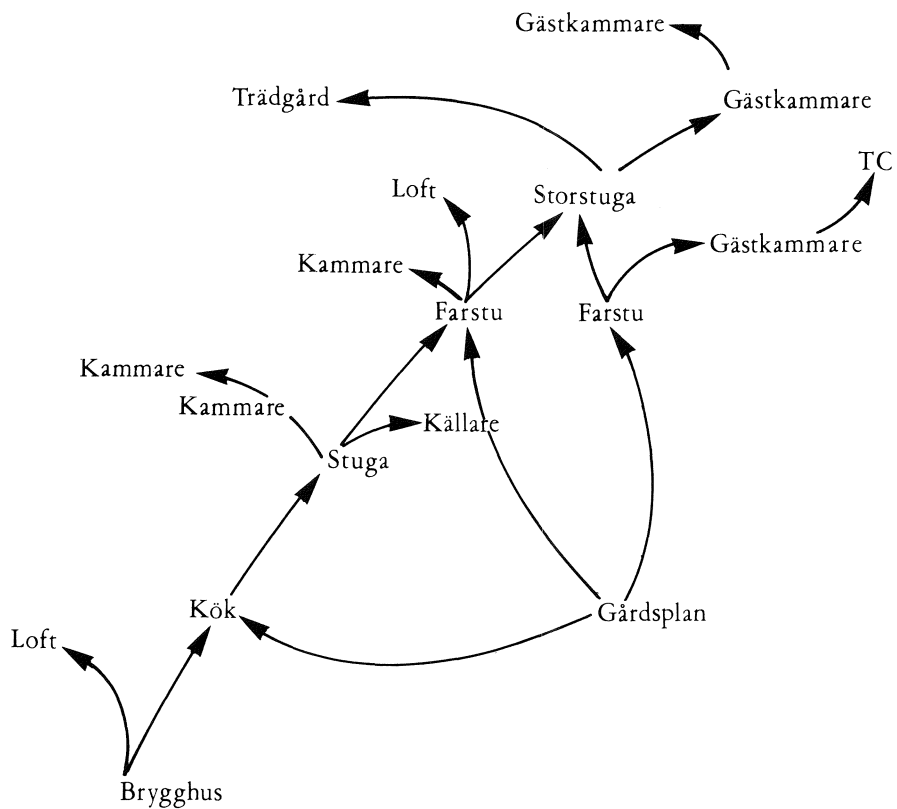 Gästkammare
Trädgård
Gästkammare
TC
Loft
Storstuga
Gästkammare
Kammare
Farstu
Farstu
Kammare
Kammare
Källare
Stuga
Kök
Gårdsplan
Loft
Brygghus